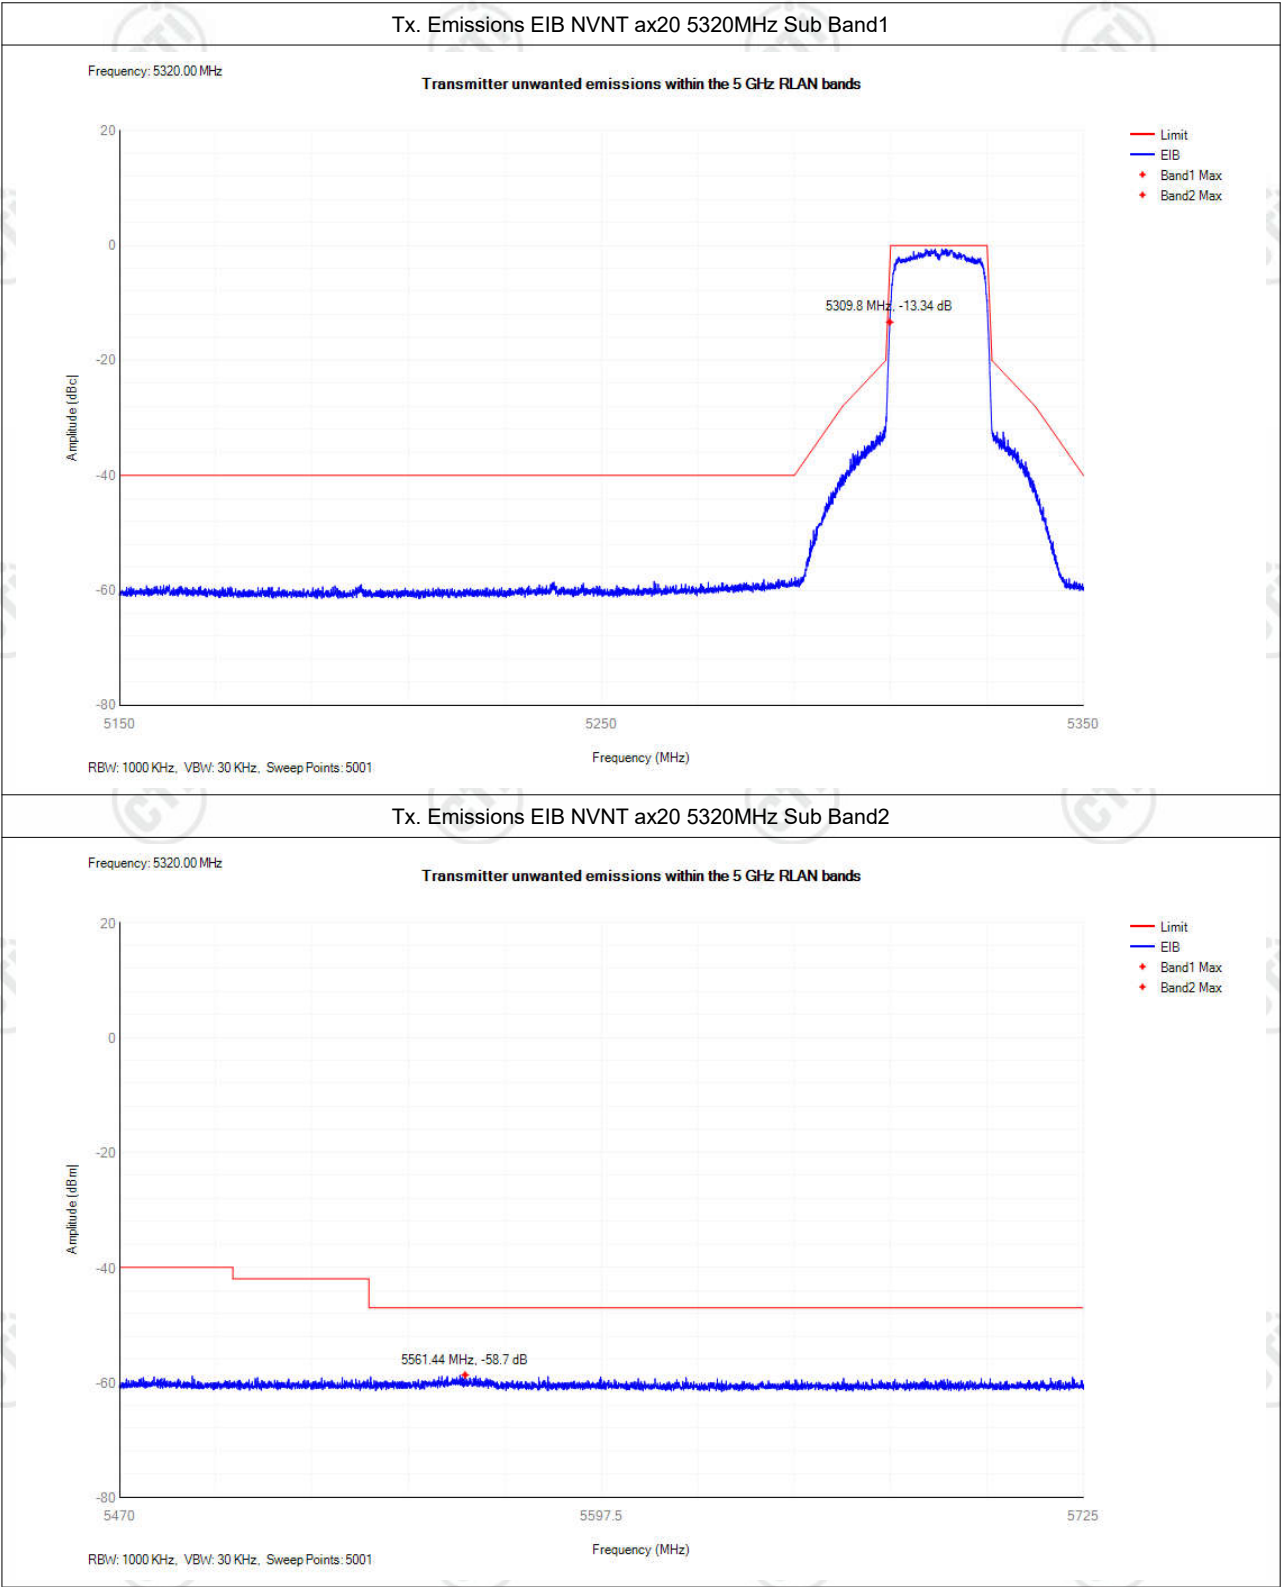 Tx. Emissions EIB NVNT ax20 5320MHz Sub Band1
Frequency: 5320.00 MHz
Transmitter unwanted emissions within the 5 GHz RLAN bands
20
0
-20
-40
-60
-80
Amplitude [dBc]
5309.8 MHz, -13.34 dB
Limit
EIB
Band1 Max
Band2 Max
5150
5250
5350
Frequency (MHz)
RBW: 1000 KHz, VBW: 30 KHz, Sweep Points: 5001
Tx. Emissions EIB NVNT ax20 5320MHz Sub Band2
Frequency: 5320.00 MHz
Transmitter unwanted emissions within the 5 GHz RLAN bands
20
0
-20
-40
-60
-80
Amplitude [dBm]
5561.44 MHz, -58.7 dB
Limit
EIB
Band1 Max
Band2 Max
5470
5597.5
5725
Frequency (MHz)
RBW: 1000 KHz, VBW: 30 KHz, Sweep Points: 5001